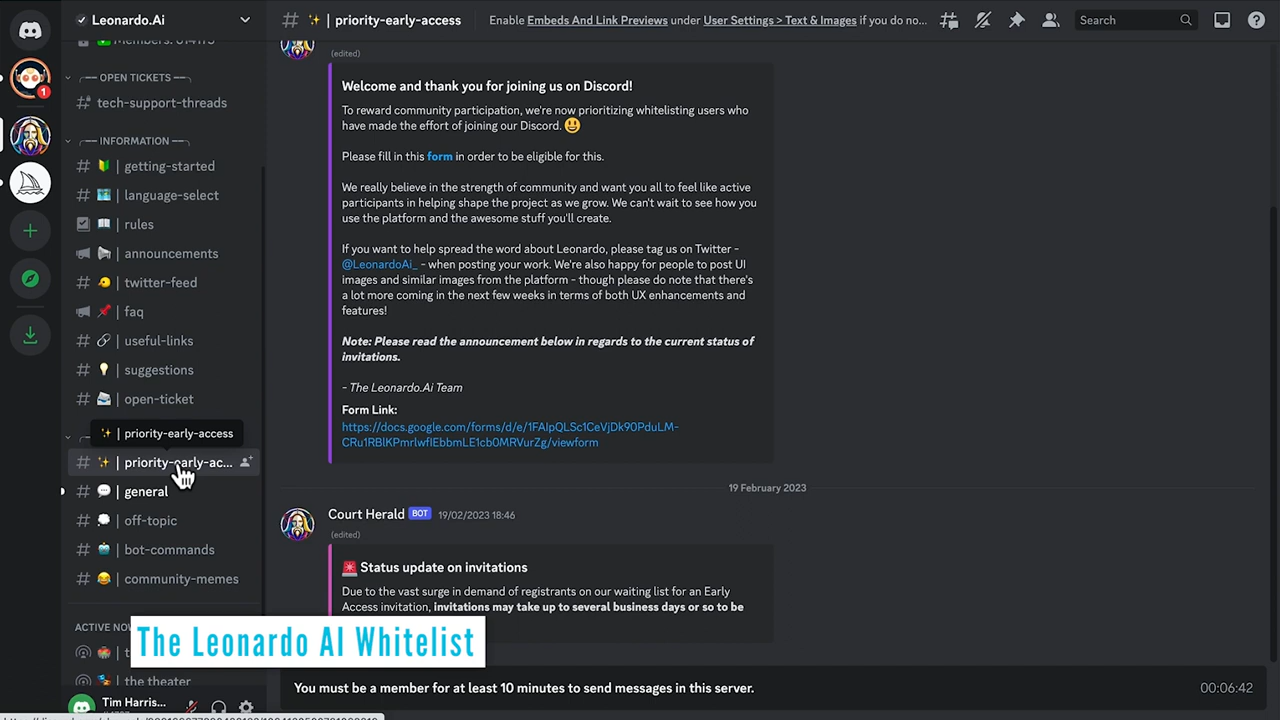 Leonardo.Ai
✨ | priority-early-access
Enable Embeds And Link Previews under User Settings > Text & Images if you do no...
Search
OPEN TICKETS
tech-support-threads
INFORMATION
getting-started
language-select
rules
announcements
twitter-feed
faq
useful-links
suggestions
open-ticket
✨ | priority-early-access
✨ | priority-early-ac...
general
off-topic
bot-commands
community-memes
The Leonardo AI Whitelist
the theater
Tim Harris...
1
(edited)
Welcome and thank you for joining us on Discord!
To reward community participation, we're now prioritizing whitelisting users who
have made the effort of joining our Discord. 😃
Please fill in this form in order to be eligible for this.
We really believe in the strength of community and want you all to feel like active
participants in helping shape the project as we grow. We can't wait to see how you
use the platform and the awesome stuff you'll create.
If you want to help spread the word about Leonardo, please tag us on Twitter -
@LeonardoAi_ - when posting your work. We're also happy for people to post UI
images and similar images from the platform - though please do note that there's
a lot more coming in the next few weeks in terms of both UX enhancements and
features!
Note: Please read the announcement below in regards to the current status of
invitations.
- The Leonardo.Ai Team
Form Link:
https://docs.google.com/forms/d/e/1FAIpQLSc1CeVjDk90PduLM-
CRu1RBlKPmrlwfIEbbmLE1cb0MRVurZg/viewform
19 February 2023
Court Herald BOT 19/02/2023 18:46
(edited)
🚨 Status update on invitations
Due to the vast surge in demand of registrants on our waiting list for an Early
Access invitation, invitations may take up to several business days or so to be
You must be a member for at least 10 minutes to send messages in this server.
00:06:42